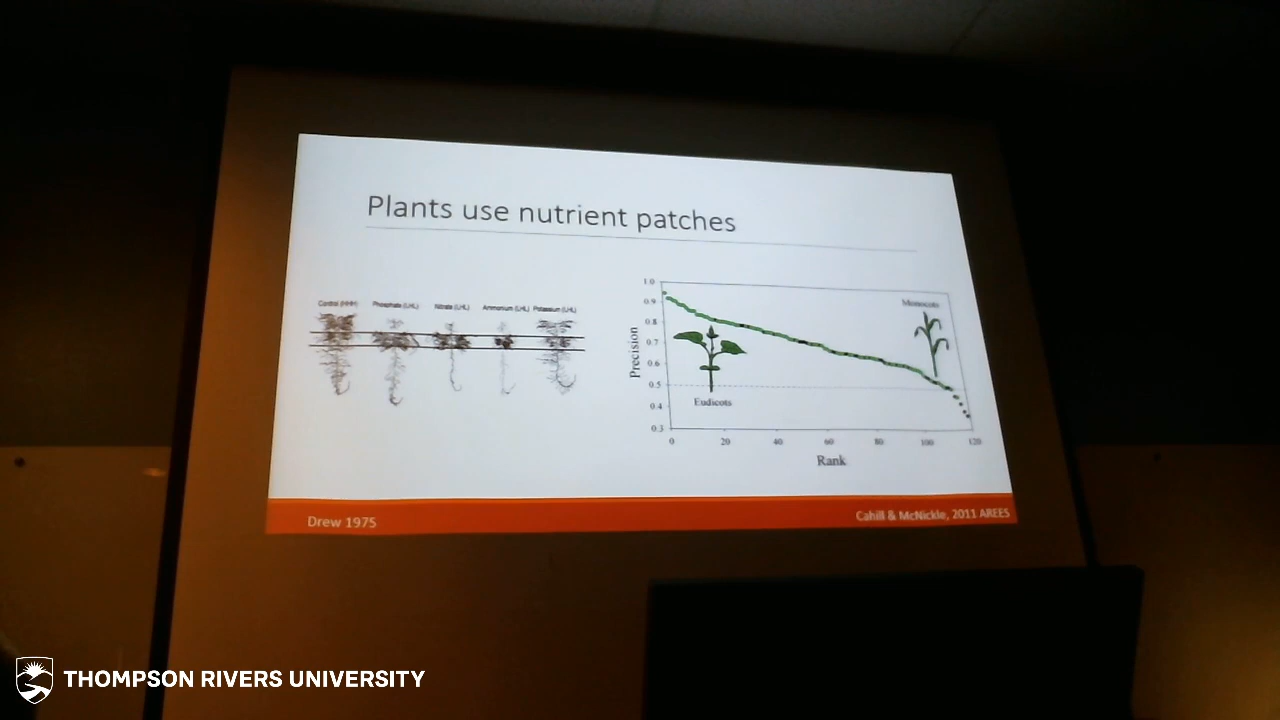 Plants use nutrient patches
Control (HHH)
Phosphate (LHL)
Nitrate (LHL)
Ammonium (LHL)
Potassium (LHL)
1.0
0.9
0.8
0.7
0.6
0.5
0.4
0.3
Precision
Monocots
Eudicots
0 20 40 60 80 100 120
Rank
Drew 1975
Cahill & McNickle, 2011 AREES
THOMPSON RIVERS UNIVERSITY